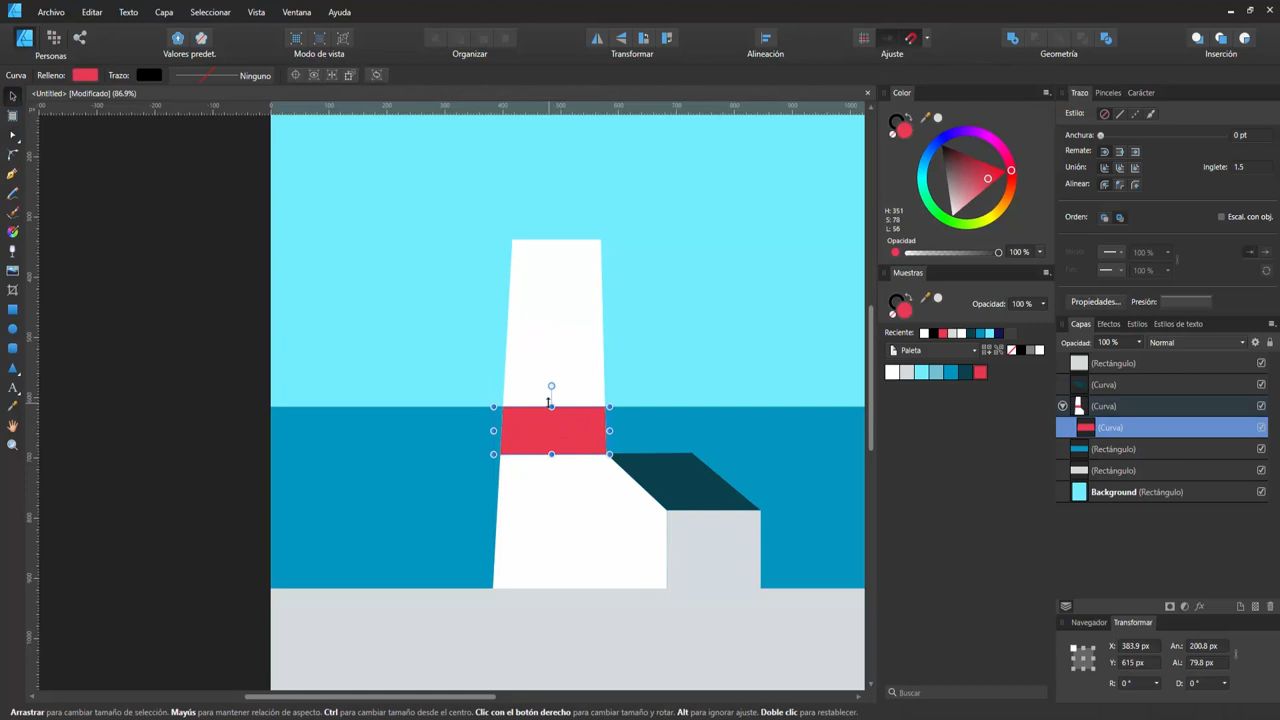 Archivo Editar Texto Capa Seleccionar Vista Ventana Ayuda
Personas Valores predet. Modo de vista Organizar Transformar Alineación Ajuste Geometría Inserción
Curva Relleno: Trazo: Ninguno
<Untitled> [Modificado] (86.9%)
Color
H: 351
S: 78
L: 56
Opacidad
100 %
Muestras
Opacidad: 100 %
Reciente:
Paleta
Buscar
Trazo Pinceles Carácter
Estilo:
Anchura: 0 pt
Remate:
Unión: Inglete: 1.5
Alinear:
Orden: Escal. con obj.
Inicio 100 %
Fin: 100 %
Propiedades... Presión:
Capas Efectos Estilos Estilos de texto
Opacidad: 100 % Normal
(Rectángulo)
(Curva)
(Curva)
(Curva)
(Rectángulo)
(Rectángulo)
Background (Rectángulo)
Navegador Transformar
X: 383.9 px An.: 200.8 px
Y: 615 px Al.: 79.8 px
R: 0 ° D: 0 °
Arrastrar para cambiar tamaño de selección. Mayús para mantener relación de aspecto. Ctrl para cambiar tamaño desde el centro. Clic con el botón derecho para cambiar tamaño y rotar. Alt para ignorar ajuste. Doble clic para restablecer.